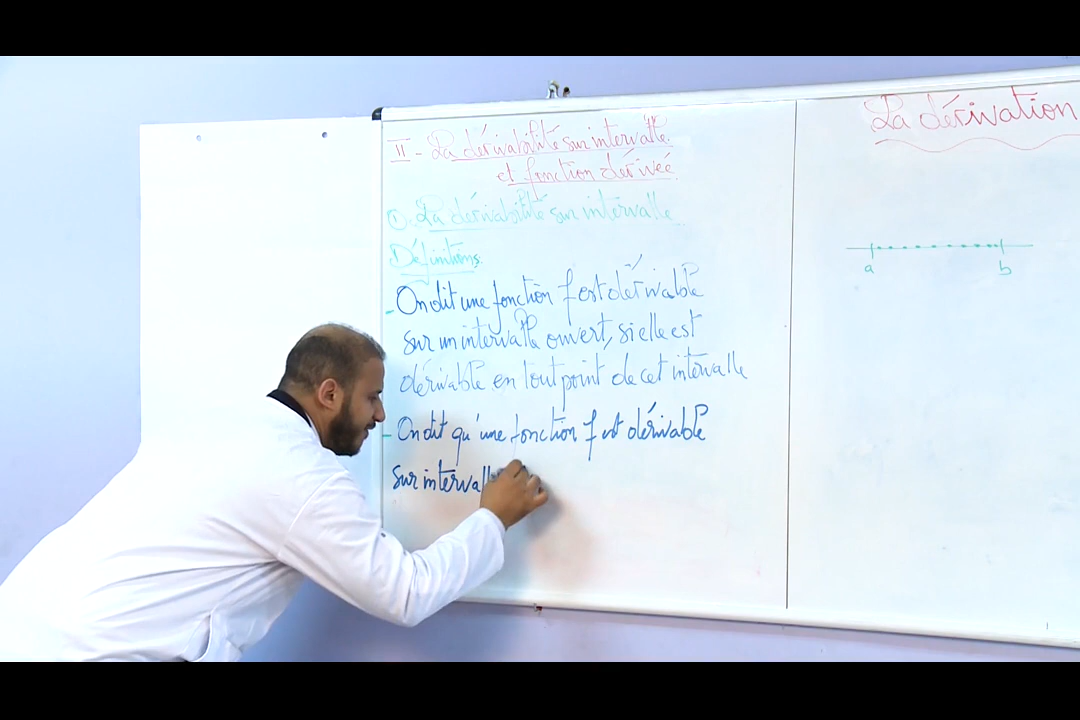 II - La dérivabilité sur intervalle
et fonction dérivée
① - La dérivabilité sur intervalle
Définitions
- On dit une fonction f est dérivable
sur un intervalle ouvert, si elle est
dérivable en tout point de cet intervalle
- On dit qu'une fonction f est dérivable
sur interval
La dérivation
a b